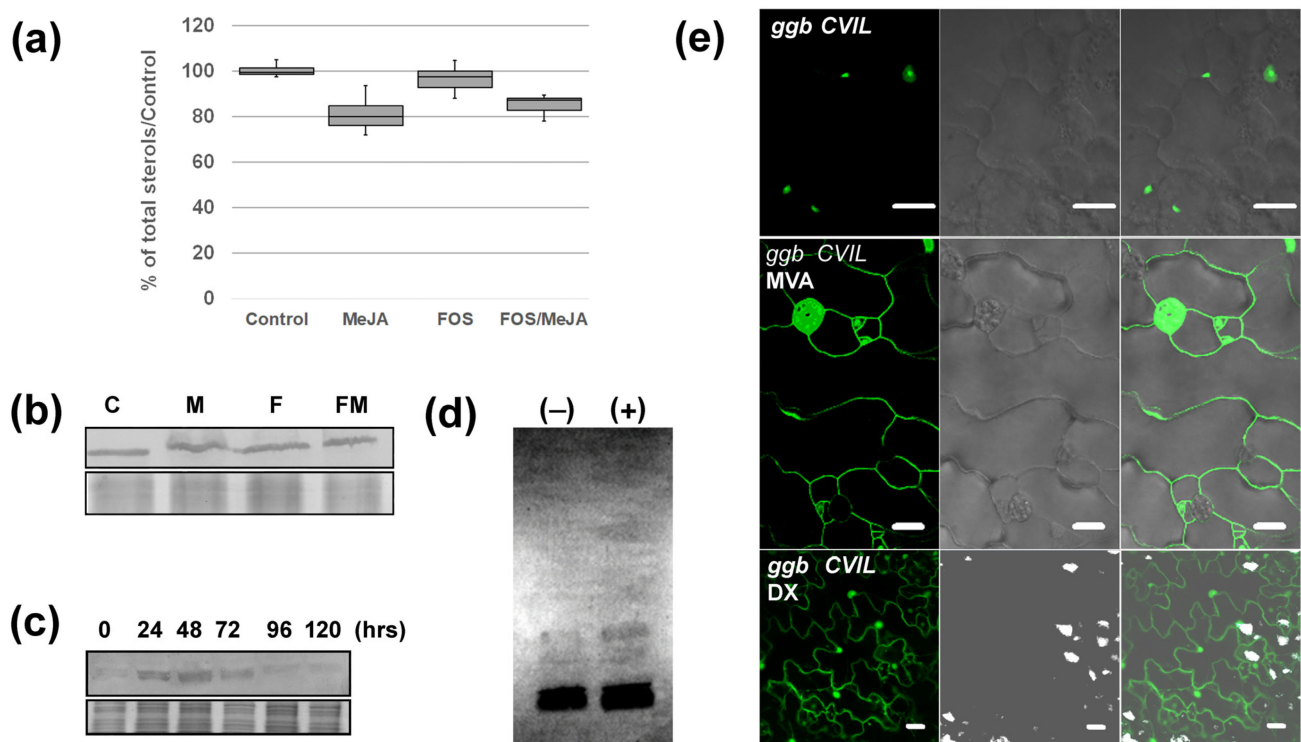 (a)
% of total sterols/Control
120
100
80
60
40
20
0
Control MeJA FOS FOS/MeJA
(b)
C M F FM
(c)
0 24 48 72 96 120 (hrs)
(d)
(–) (+)
(e)
ggb CVIL
ggb CVIL
MVA
ggb CVIL
DX